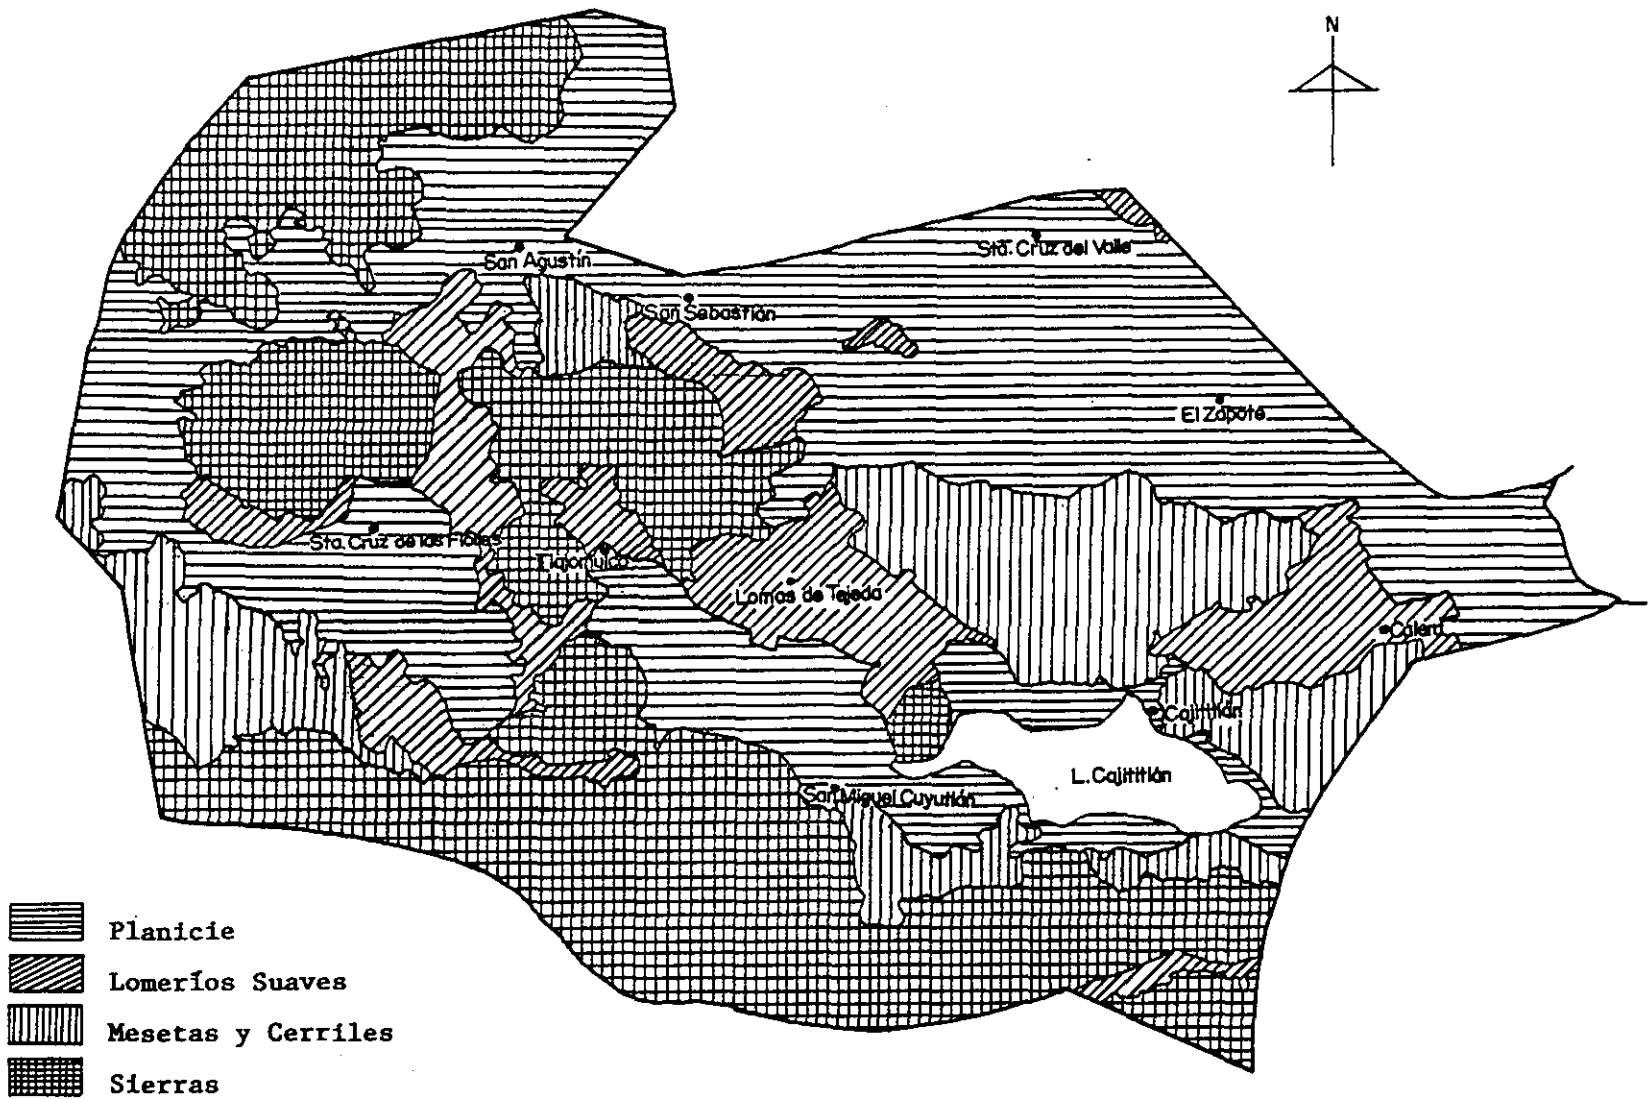 N
Sta. Cruz del Valle
San Agustín
San Sebastián
El Zapote
Sta. Cruz de las Flores
Tlajomulco
Lomas de Tejeda
Calera
Cajititlán
L. Cajititlán
San Miguel Cuyutlán
Planicie
Lomeríos Suaves
Mesetas y Cerriles
Sierras